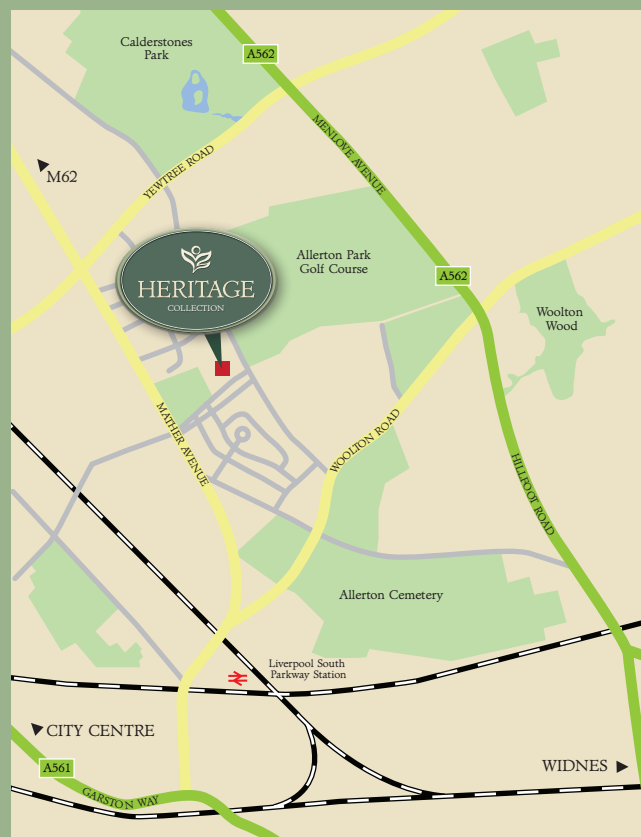 Calderstones
Park
A562
MENLOVE AVENUE
YEWTREE ROAD
M62
HERITAGE
COLLECTION
Allerton Park
Golf Course
A562
Woolton
Wood
MATHER AVENUE
WOOLTON ROAD
HILLFOOT ROAD
Allerton Cemetery
Liverpool South
Parkway Station
CITY CENTRE
A561
GARSTON WAY
WIDNES